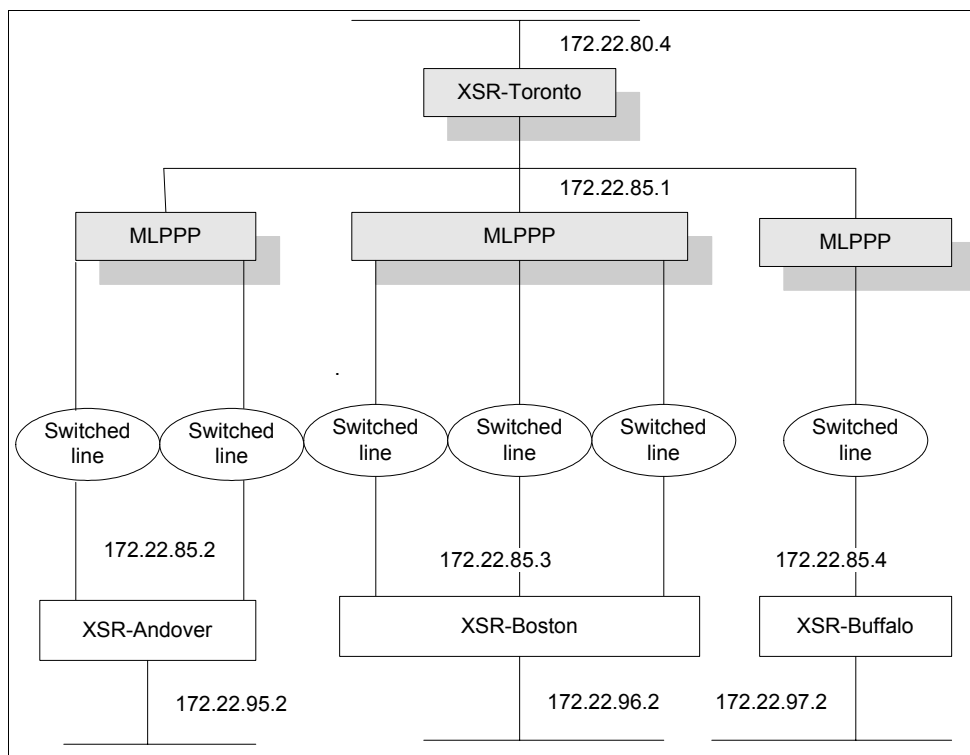 172.22.80.4
XSR-Toronto
172.22.85.1
MLPPP
MLPPP
MLPPP
Switched
line
Switched
line
Switched
line
Switched
line
Switched
line
Switched
line
172.22.85.2
172.22.85.3
172.22.85.4
XSR-Andover
XSR-Boston
XSR-Buffalo
172.22.95.2
172.22.96.2
172.22.97.2